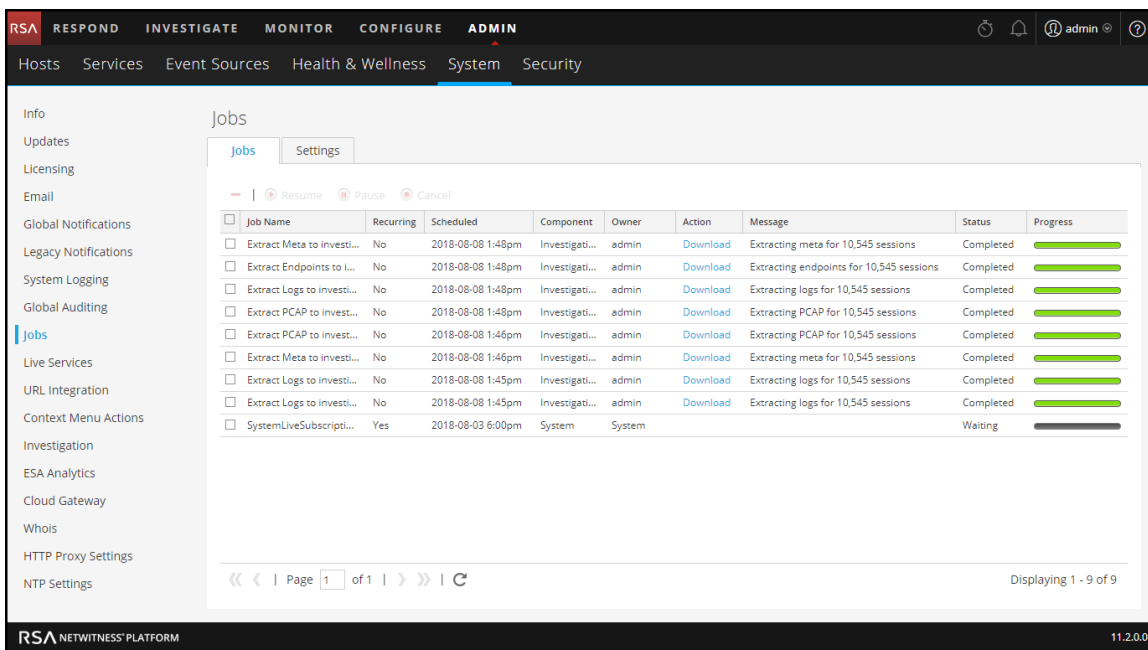 RSA RESPOND INVESTIGATE MONITOR CONFIGURE ADMIN admin
Hosts Services Event Sources Health & Wellness System Security
Info
Updates
Licensing
Email
Global Notifications
Legacy Notifications
System Logging
Global Auditing
Jobs
Live Services
URL Integration
Context Menu Actions
Investigation
ESA Analytics
Cloud Gateway
Whois
HTTP Proxy Settings
NTP Settings
Jobs
Jobs Settings
Resume Pause Cancel
Job Name Recurring Scheduled Component Owner Action Message Status Progress
Extract Meta to investi... No 2018-08-08 1:48pm Investigati... admin Download Extracting meta for 10,545 sessions Completed
Extract Endpoints to i... No 2018-08-08 1:48pm Investigati... admin Download Extracting endpoints for 10,545 sessions Completed
Extract Logs to investi... No 2018-08-08 1:48pm Investigati... admin Download Extracting logs for 10,545 sessions Completed
Extract PCAP to invest... No 2018-08-08 1:48pm Investigati... admin Download Extracting PCAP for 10,545 sessions Completed
Extract PCAP to invest... No 2018-08-08 1:46pm Investigati... admin Download Extracting PCAP for 10,545 sessions Completed
Extract Meta to investi... No 2018-08-08 1:46pm Investigati... admin Download Extracting meta for 10,545 sessions Completed
Extract Logs to investi... No 2018-08-08 1:45pm Investigati... admin Download Extracting logs for 10,545 sessions Completed
Extract Logs to investi... No 2018-08-08 1:45pm Investigati... admin Download Extracting logs for 10,545 sessions Completed
SystemLiveSubscripti... Yes 2018-08-03 6:00pm System System Waiting
Page 1 of 1 Displaying 1 - 9 of 9
RSA NETWITNESS® PLATFORM 11.2.0.0